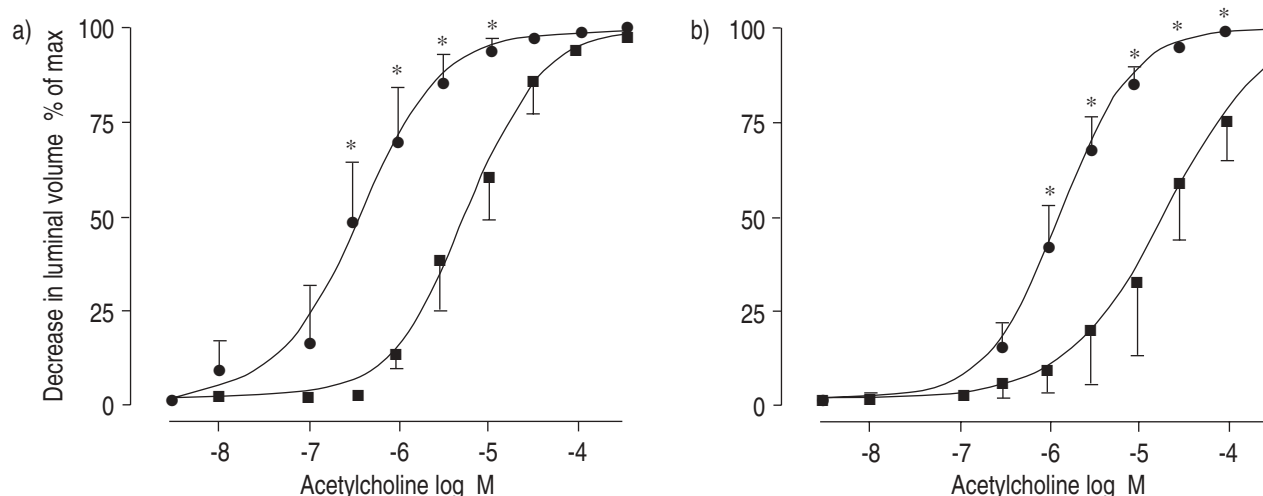 a)
Decrease in luminal volume % of max
100
75
50
25
0
* * * *
-8 -7 -6 -5 -4
Acetylcholine log M
b)
100
75
50
25
0
* * * * *
-8 -7 -6 -5 -4
Acetylcholine log M